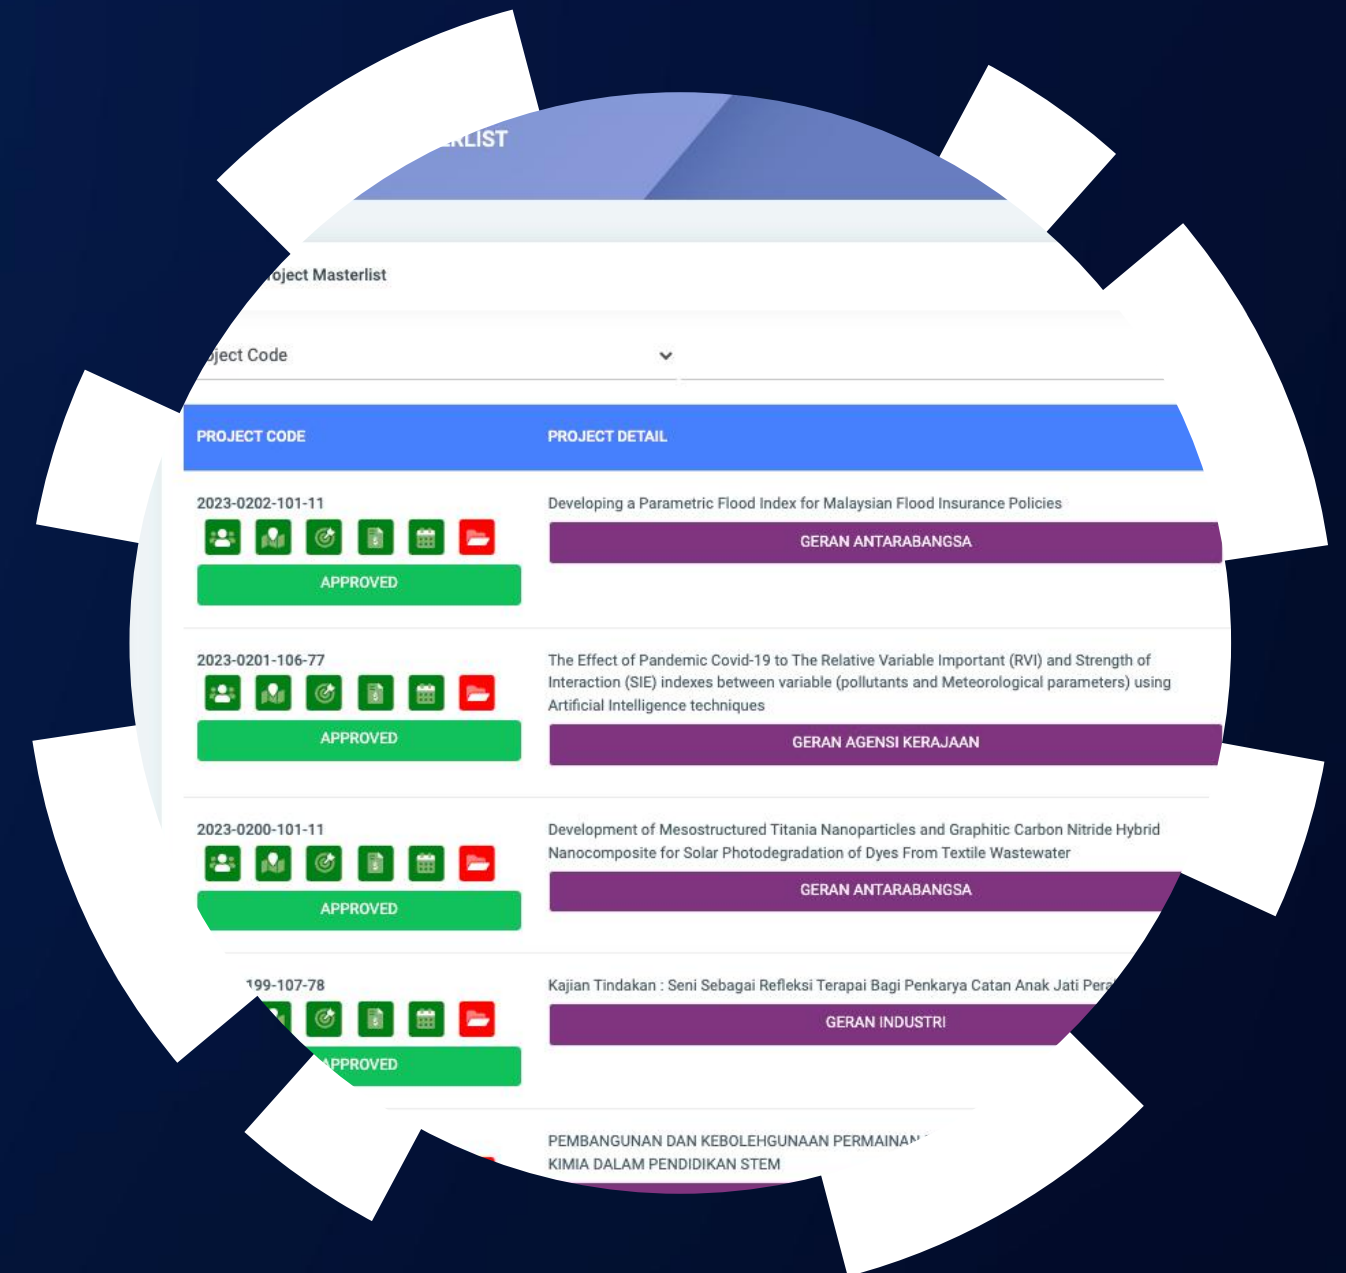 Masterlist
Code
PROJECT CODE
PROJECT DETAIL
2023-0202-101-11
Developing a Parametric Flood Index for Malaysian Flood Insurance Policies
GERAN ANTARABANGSA
APPROVED
2023-0201-106-77
The Effect of Pandemic Covid-19 to The Relative Variable Important (RVI) and Strength of
Interaction (SIE) indexes between variable (pollutants and Meteorological parameters) using
Artificial Intelligence techniques
GERAN AGENSI KERAJAAN
APPROVED
2023-0200-101-11
Development of Mesostructured Titania Nanoparticles and Graphitic Carbon Nitride Hybrid
Nanocomposite for Solar Photodegradation of Dyes From Textile Wastewater
GERAN ANTARABANGSA
APPROVED
199-107-78
Kajian Tindakan : Seni Sebagai Refleksi Terapai Bagi Penkarya Catan Anak Jati
GERAN INDUSTRI
APPROVED
PEMBANGUNAN DAN KEBOLEHGUNAAN PERMAINAN
KIMIA DALAM PENDIDIKAN STEM